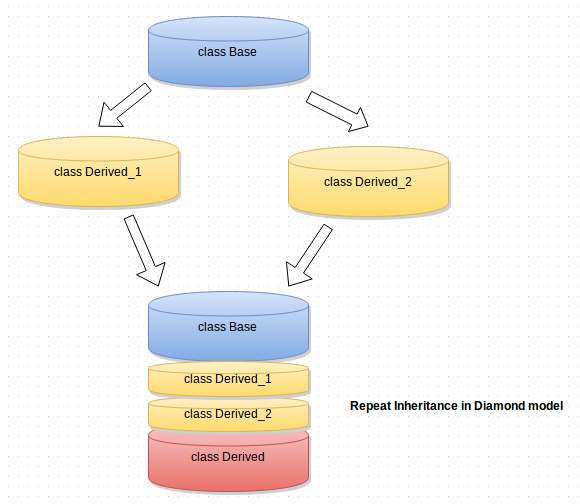 class Base
class Derived_1
class Derived_2
class Base
class Derived_1
class Derived_2
class Derived
Repeat Inheritance in Diamond model